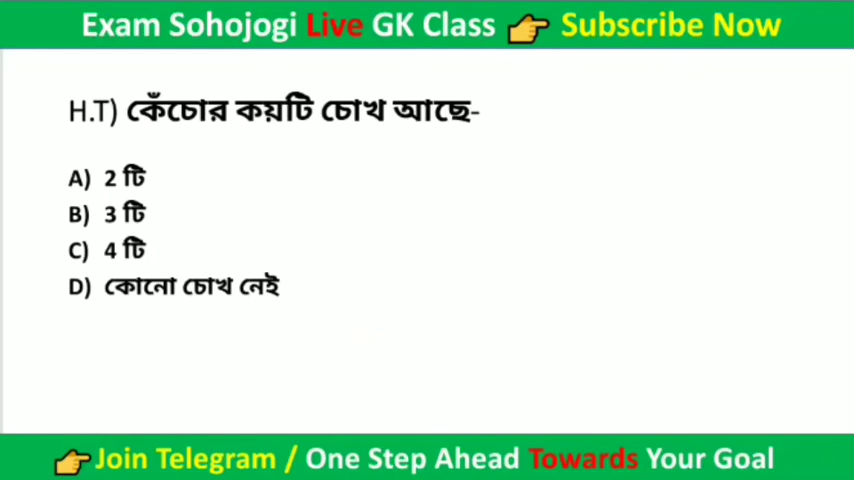 Exam Sohojogi Live GK Class 👉 Subscribe Now
H.T) কেঁচোর কয়টি চোখ আছে-
A) 2 টি
B) 3 টি
C) 4 টি
D) কোনো চোখ নেই
👉Join Telegram / One Step Ahead Towards Your Goal